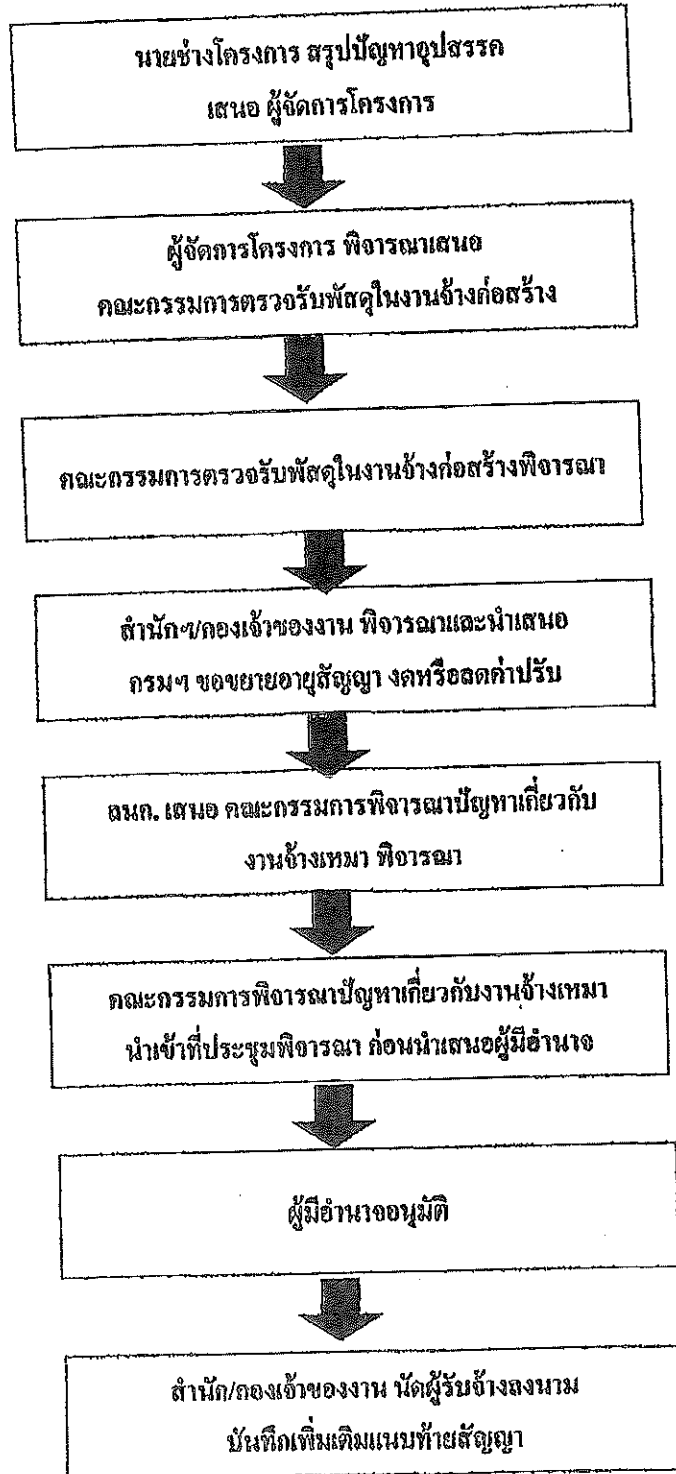 นายช่างโครงการ สรุปปัญหาอุปสรรค
เสนอ ผู้จัดการโครงการ
ผู้จัดการโครงการ พิจารณาเสนอ
คณะกรรมการตรวจรับพัสดุในงานจ้างก่อสร้าง
คณะกรรมการตรวจรับพัสดุในงานจ้างก่อสร้างพิจารณา
สำนักฯ/กองเจ้าของงาน พิจารณาและนำเสนอ
กรมฯ ขอขยายอายุสัญญา งดหรือลดค่าปรับ
ลนก. เสนอ คณะกรรมการพิจารณาปัญหาเกี่ยวกับ
งานจ้างเหมา พิจารณา
คณะกรรมการพิจารณาปัญหาเกี่ยวกับงานจ้างเหมา
นำเข้าที่ประชุมพิจารณา ก่อนนำเสนอผู้มีอำนาจ
ผู้มีอำนาจอนุมัติ
สำนัก/กองเจ้าของงาน นัดผู้รับจ้างลงนาม
บันทึกเพิ่มเติมแนบท้ายสัญญา